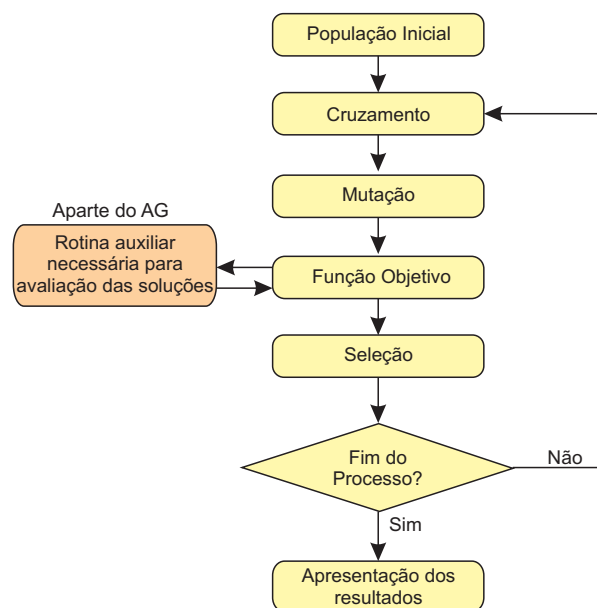 População Inicial
Cruzamento
Mutação
Aparte do AG
Rotina auxiliar
necessária para
avaliação das soluções
Função Objetivo
Seleção
Fim do
Processo?
Não
Sim
Apresentação dos
resultados